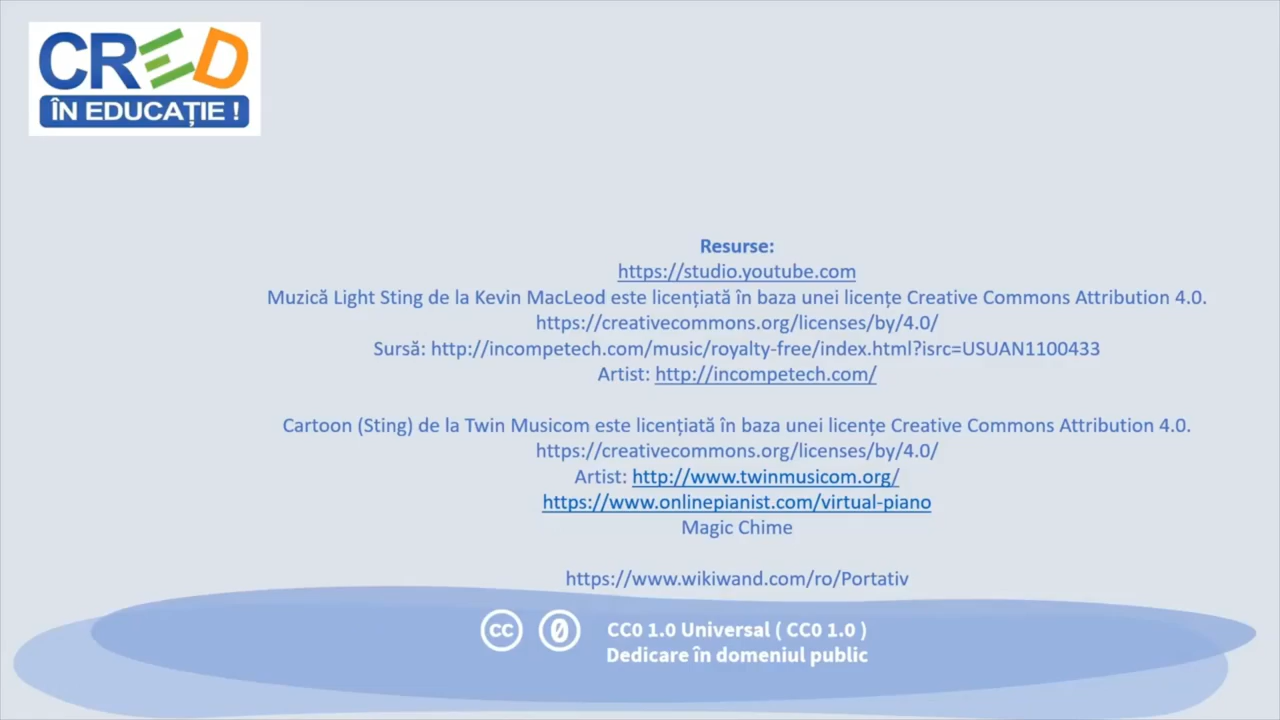 CRED
ÎN EDUCAȚIE !
Resurse:
https://studio.youtube.com
Muzică Light Sting de la Kevin MacLeod este licențiată în baza unei licențe Creative Commons Attribution 4.0.
https://creativecommons.org/licenses/by/4.0/
Sursă: http://incompetech.com/music/royalty-free/index.html?isrc=USUAN1100433
Artist: http://incompetech.com/
Cartoon (Sting) de la Twin Musicom este licențiată în baza unei licențe Creative Commons Attribution 4.0.
https://creativecommons.org/licenses/by/4.0/
Artist: http://www.twinmusicom.org/
https://www.onlinepianist.com/virtual-piano
Magic Chime
https://www.wikiwand.com/ro/Portativ
cc 0 CC0 1.0 Universal ( CC0 1.0 )
Dedicare în domeniul public